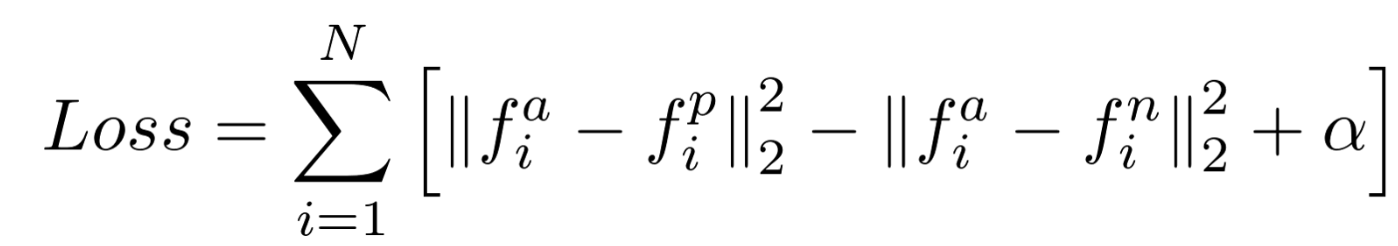 $Loss = \sum_{i=1}^{N} \left[ \| f_i^a - f_i^p \|_2^2 - \| f_i^a - f_i^n \|_2^2 + \alpha \right]$